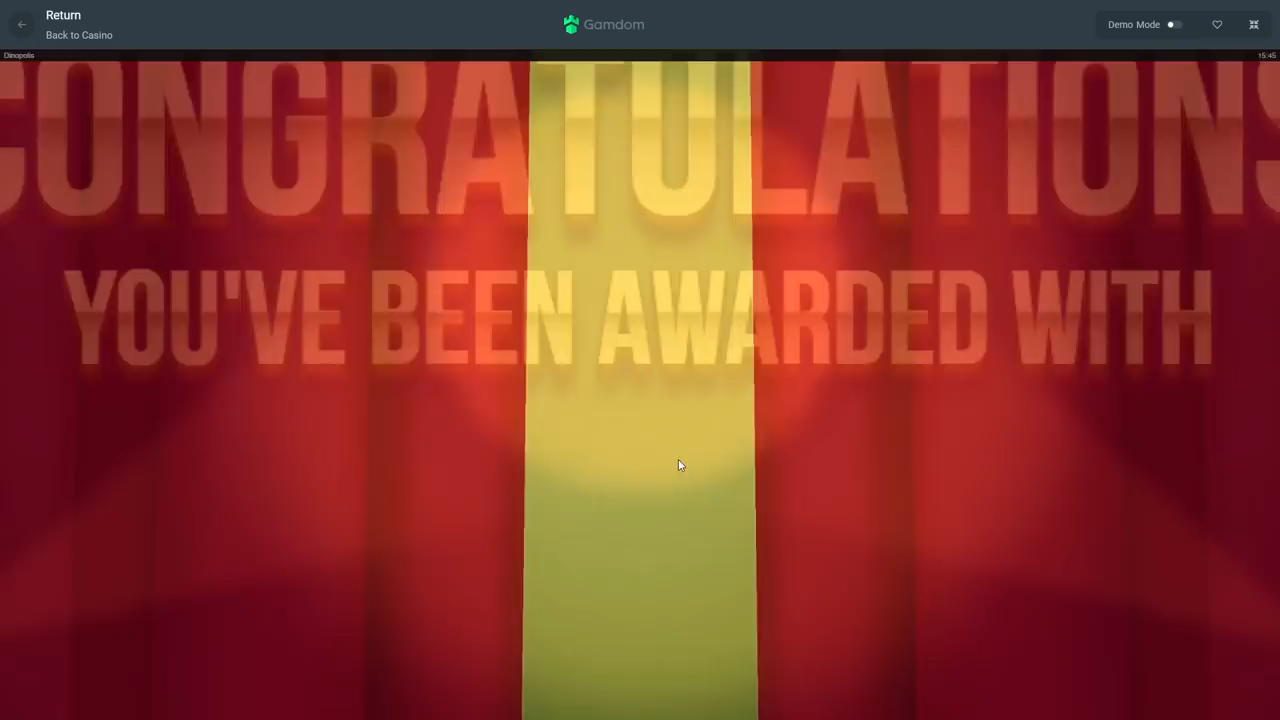 Return
Back to Casino
Gamdom
Demo Mode
Dinopolis
15:45
CONGRATULATIONS
YOU'VE BEEN AWARDED WITH